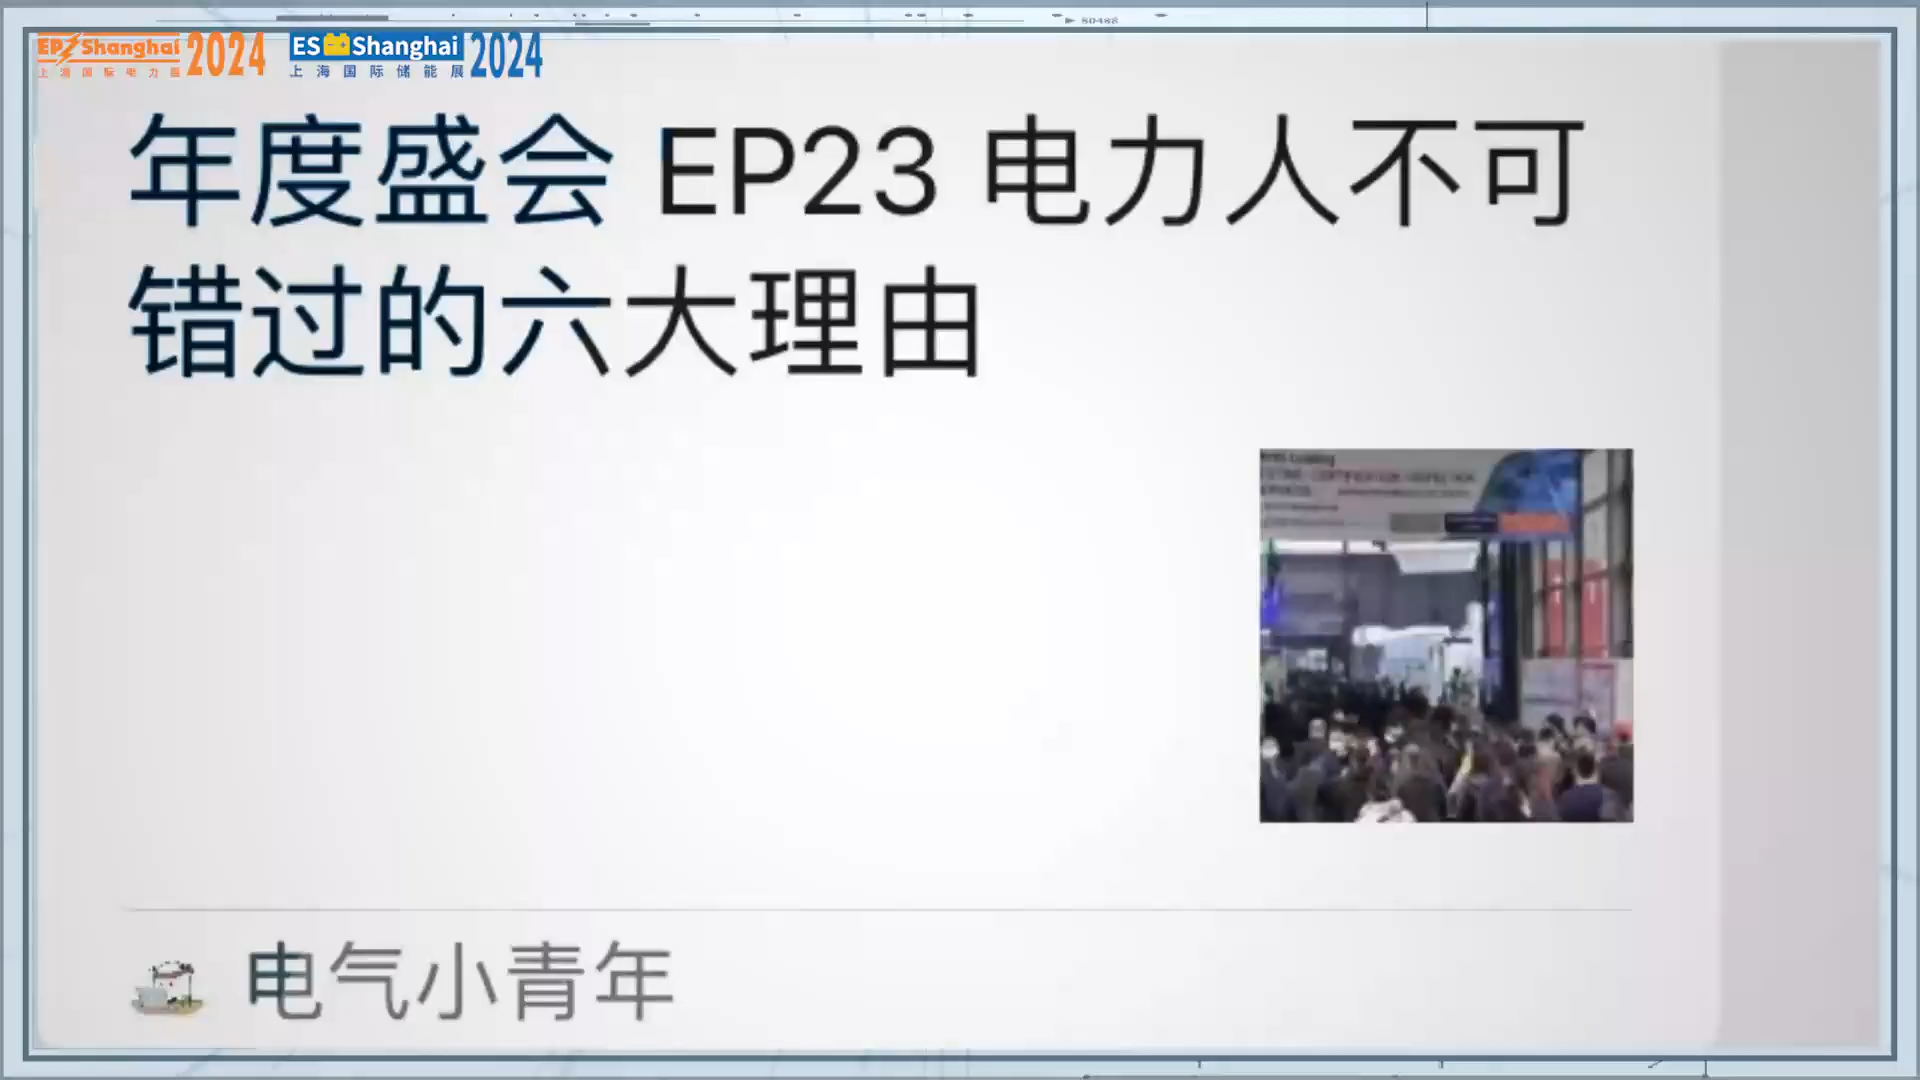 EP Shanghai 2024 ES Shanghai 2024
上海国际电力展 上海国际储能展
年度盛会 EP23 电力人不可
错过的六大理由
电气小青年